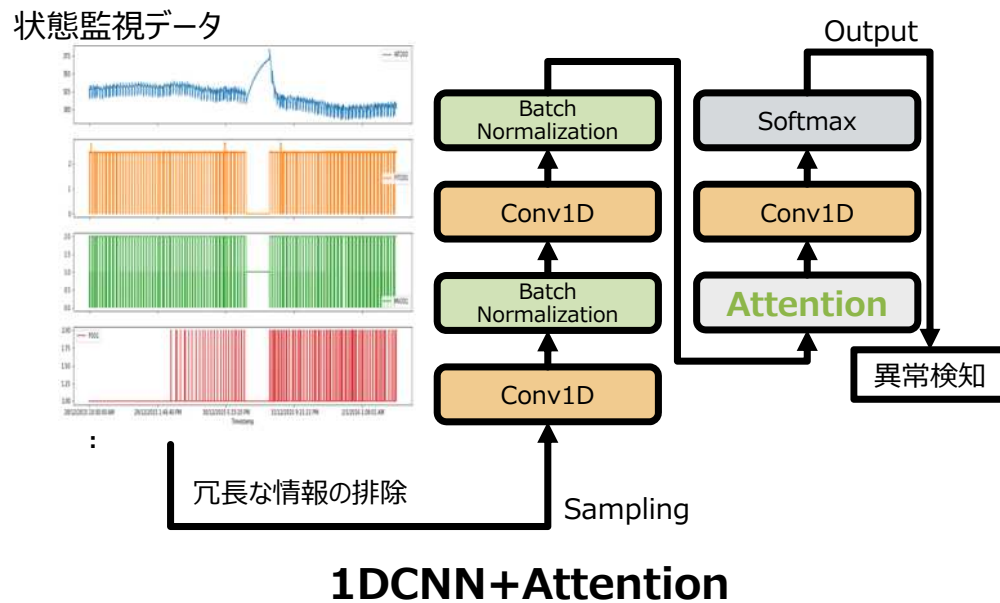 状態監視データ
Output
Batch
Normalization
Softmax
Conv1D
Conv1D
Batch
Normalization
Attention
Conv1D
異常検知
Timestamp
:
冗長な情報の排除
Sampling
1DCNN+Attention